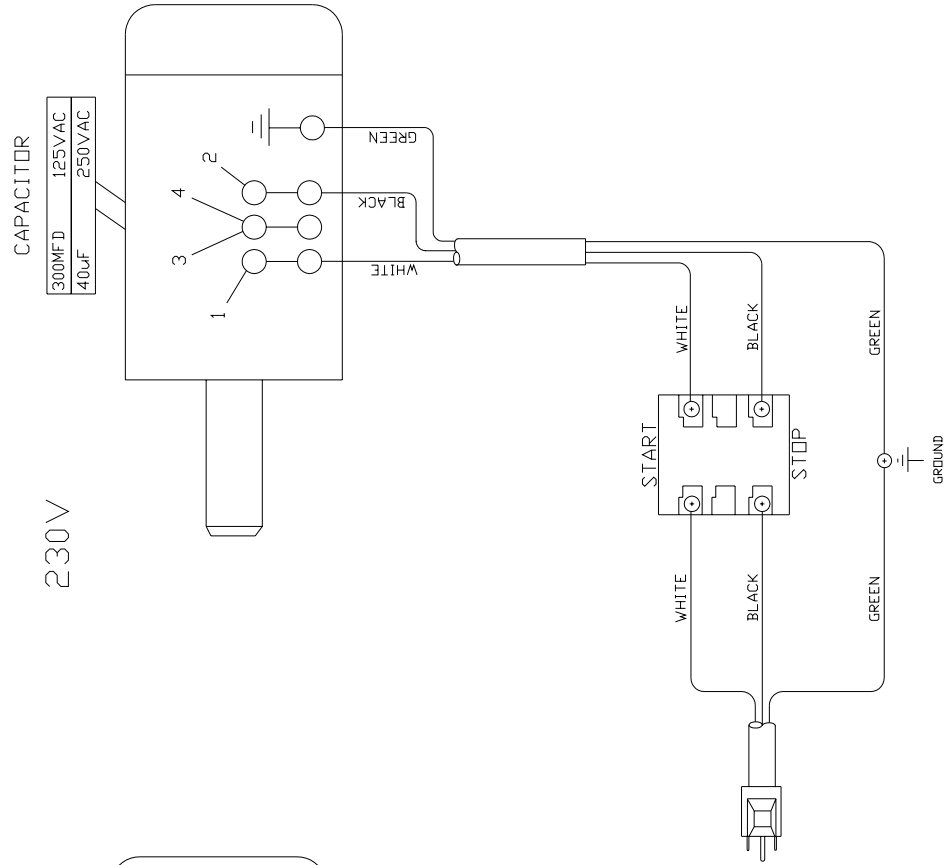 CAPACITOR
300MFD 125VAC
40uF 250VAC
230V
1
3
4
2
GREEN
BLACK
WHITE
WHITE
BLACK
GREEN
START
STOP
GROUND
WHITE
BLACK
GREEN